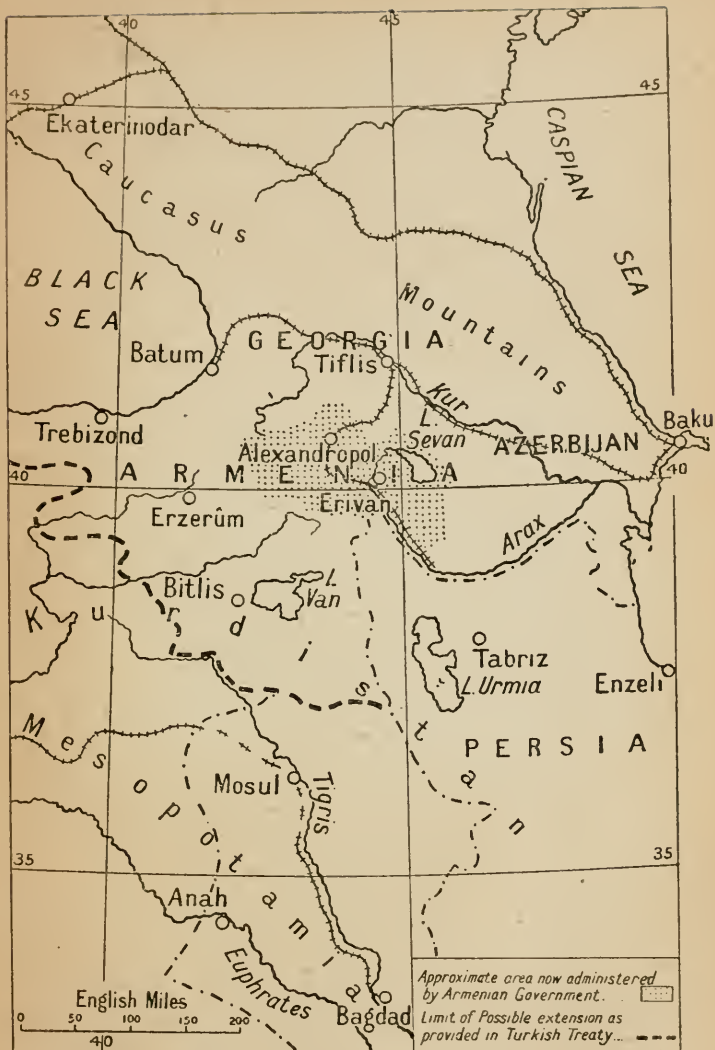 40
45
45
45
Ekaterinodar
Caucasus
CASPIAN
SEA
BLACK
SEA
Mountains
GEORGIA
Batum
Tiflis
Kur
L.
Sevan
AZERBIJAN
Baku
Trebizond
Alexandropol
ARMENIA
40
40
Erzerûm
Erivan
Arax
Bitlis
L.
Van
Kurdistan
Tabriz
L. Urmia
Enzeli
PERSIA
Mesopotamia
Mosul
Tigris
35
35
Anah
Euphrates
Bagdad
English Miles
0 50 100 150 200
40
Approximate area now administered
by Armenian Government.
Limit of Possible extension as
provided in Turkish Treaty...